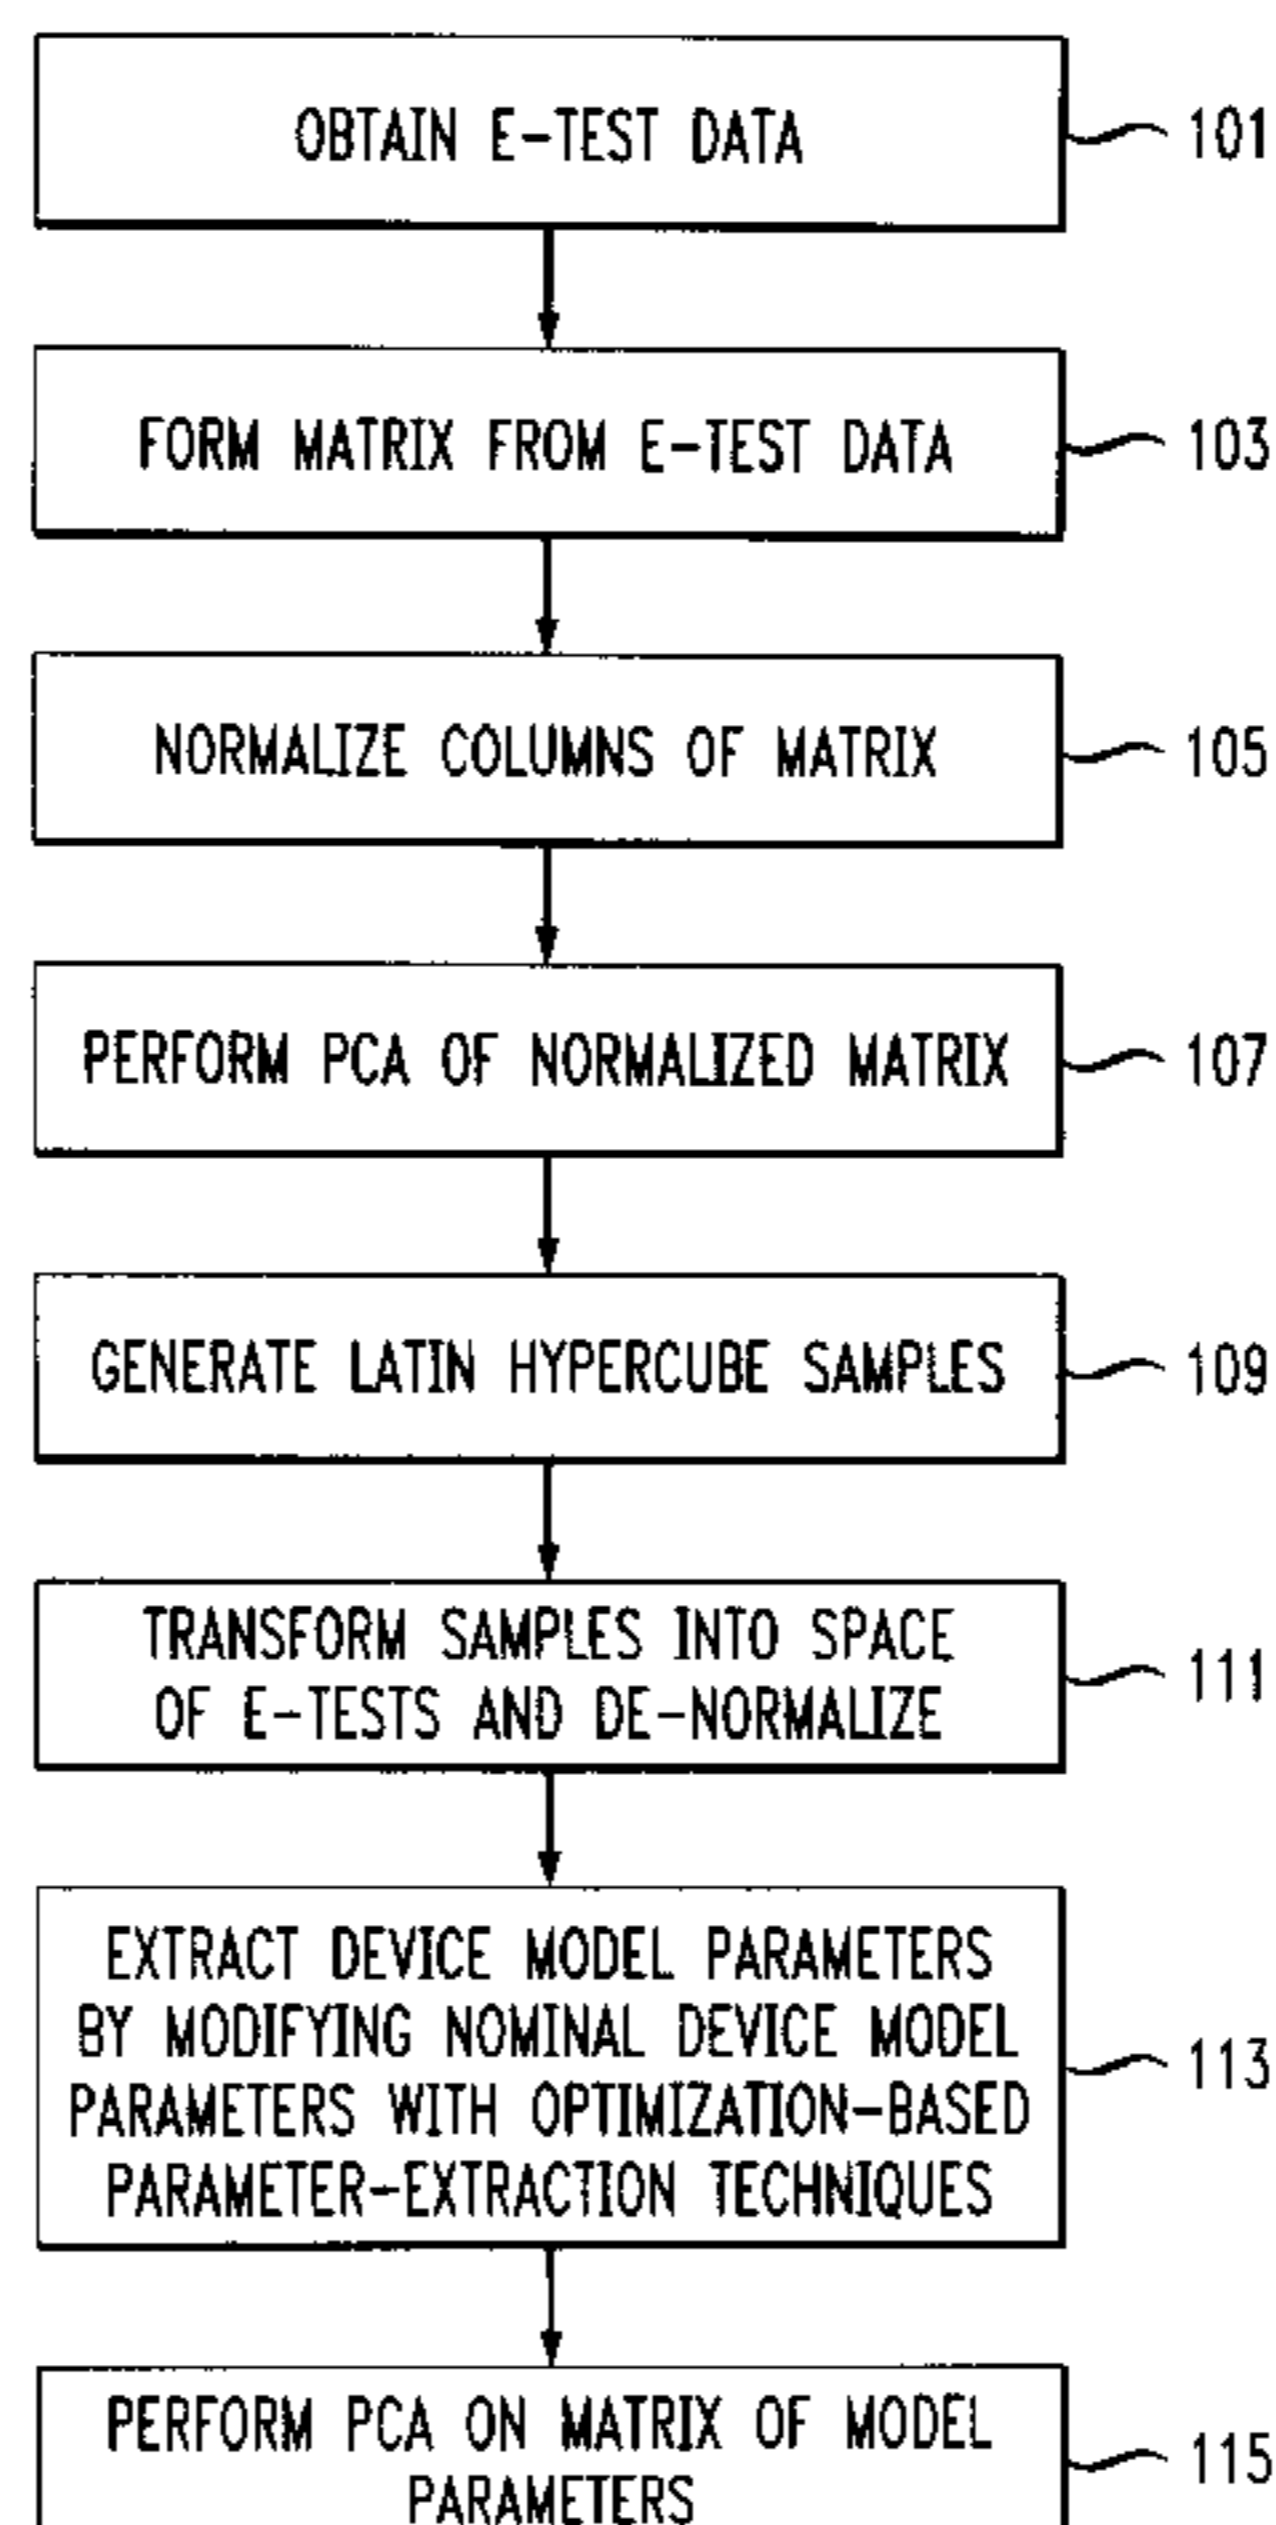 OBTAIN E-TEST DATA
101
FORM MATRIX FROM E-TEST DATA
103
NORMALIZE COLUMNS OF MATRIX
105
PERFORM PCA OF NORMALIZED MATRIX
107
GENERATE LATIN HYPERCUBE SAMPLES
109
TRANSFORM SAMPLES INTO SPACE
OF E-TESTS AND DE-NORMALIZE
111
EXTRACT DEVICE MODEL PARAMETERS
BY MODIFYING NOMINAL DEVICE MODEL
PARAMETERS WITH OPTIMIZATION-BASED
PARAMETER-EXTRACTION TECHNIQUES
113
PERFORM PCA ON MATRIX OF MODEL
PARAMETERS
115